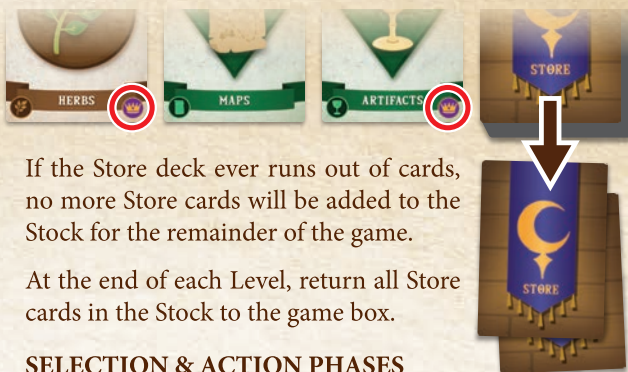 HERBS
MAPS
ARTIFACTS
STORE
If the Store deck ever runs out of cards,
no more Store cards will be added to the
Stock for the remainder of the game.
STORE
At the end of each Level, return all Store
cards in the Stock to the game box.
SELECTION & ACTION PHASES